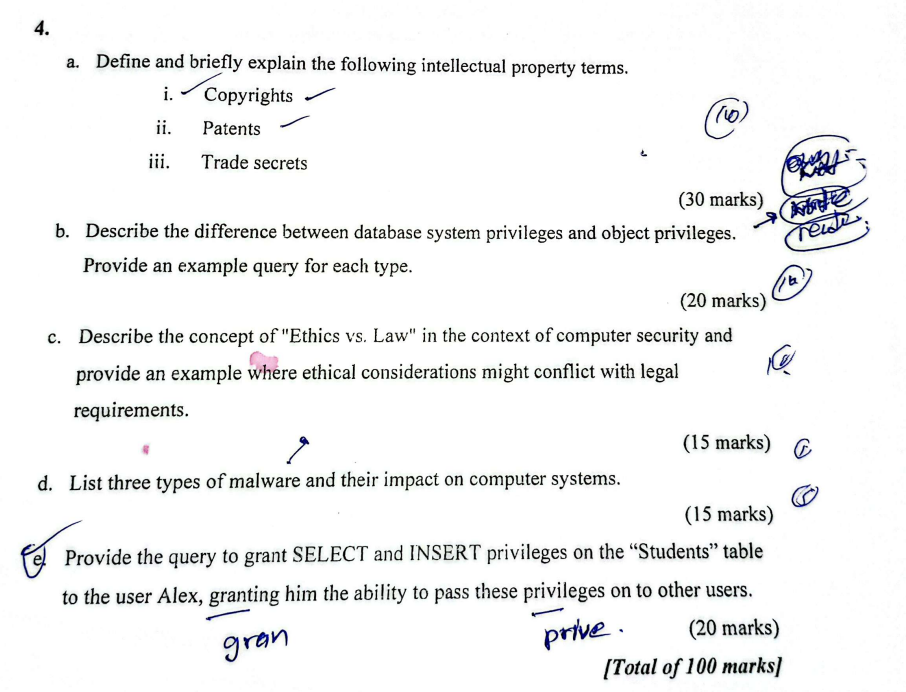 4.
a. Define and briefly explain the following intellectual property terms.
i. Copyrights
ii. Patents
iii. Trade secrets
(30 marks)
b. Describe the difference between database system privileges and object privileges.
Provide an example query for each type.
(20 marks)
c. Describe the concept of "Ethics vs. Law" in the context of computer security and
provide an example where ethical considerations might conflict with legal
requirements.
(15 marks)
d. List three types of malware and their impact on computer systems.
(15 marks)
e. Provide the query to grant SELECT and INSERT privileges on the “Students” table
to the user Alex, granting him the ability to pass these privileges on to other users.
gran prive.
(20 marks)
[Total of 100 marks]